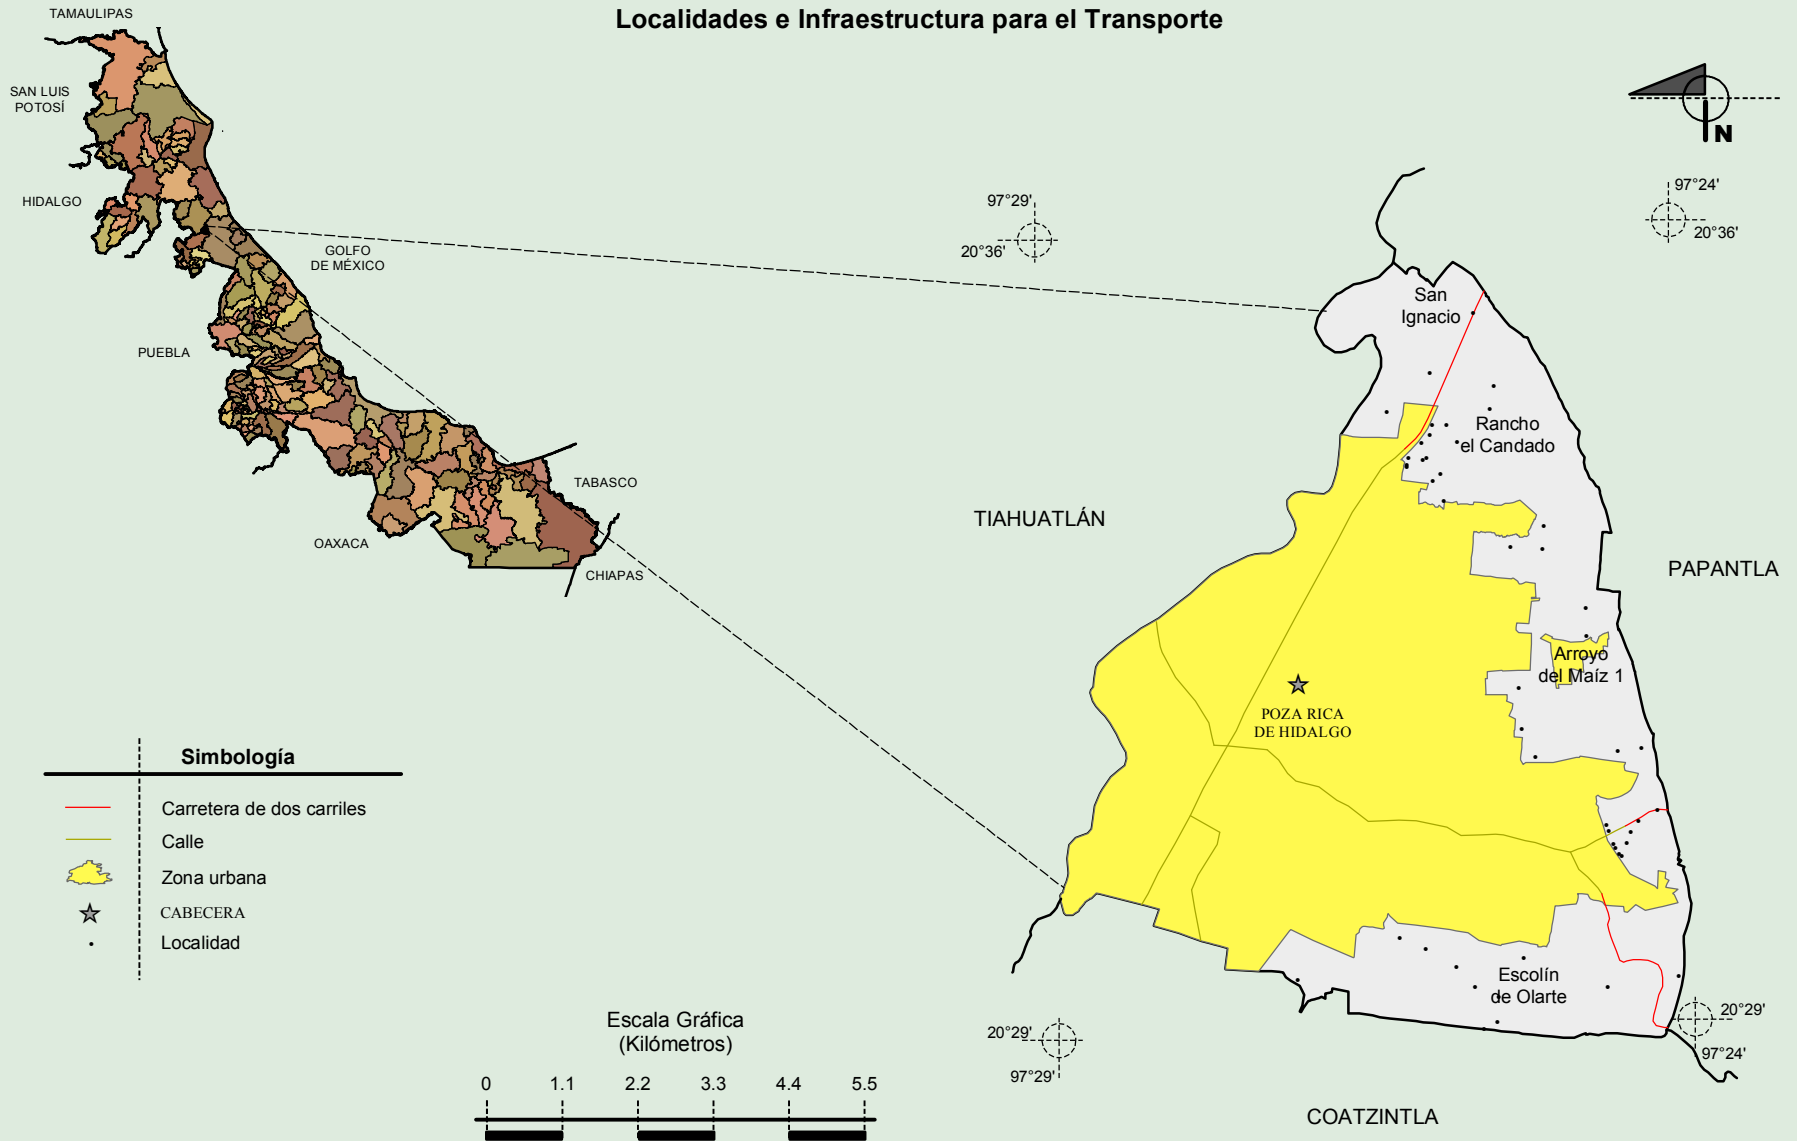 Localidades e Infraestructura para el Transporte
TAMAULIPAS
SAN LUIS
POTOSÍ
HIDALGO
GOLFO
DE MÉXICO
PUEBLA
TABASCO
OAXACA
CHIAPAS
N
97°29'
20°36'
97°24'
20°36'
San
Ignacio
Rancho
el Candado
TIAHUATLÁN
PAPANTLA
Arroyo
del Maíz 1
POZA RICA
DE HIDALGO
Escolín
de Olarte
20°29'
97°29'
20°29'
97°24'
COATZINTLA
Simbología
Carretera de dos carriles
Calle
Zona urbana
CABECERA
Localidad
Escala Gráfica
(Kilómetros)
0 1.1 2.2 3.3 4.4 5.5